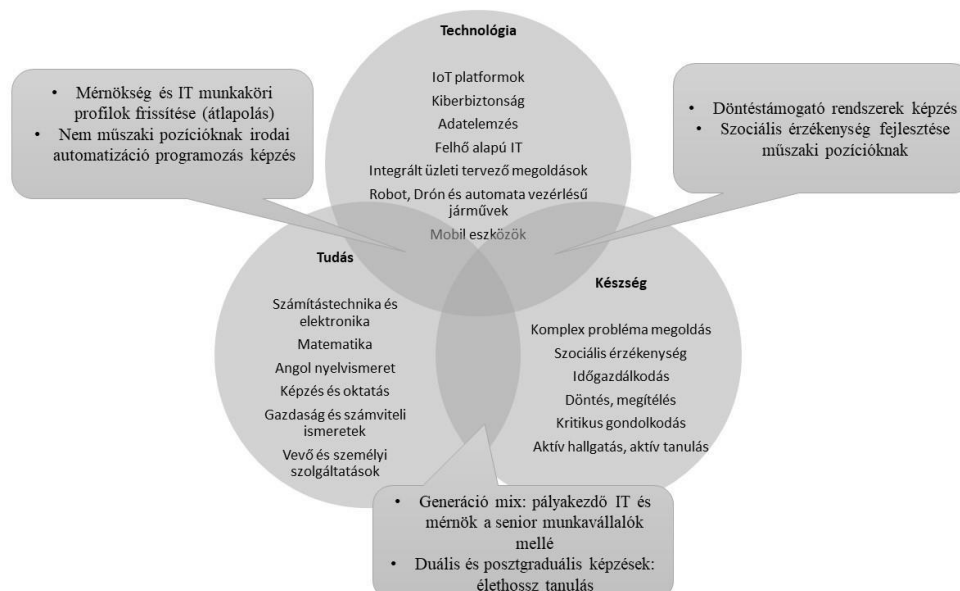 Technológia
IoT platformok
Kiberbiztonság
Adatelemzés
Felhő alapú IT
Integrált üzleti tervező megoldások
Robot, Drón és automata vezérlésű
járművek
Mobil eszközök
• Mérnökség és IT munkaköri
profilok frissítése (átlapolás)
• Nem műszaki pozícióknak irodai
automatizáció programozás képzés
• Döntéstámogató rendszerek képzés
• Szociális érzékenység fejlesztése
műszaki pozícióknak
Tudás
Számítástechnika és
elektronika
Matematika
Angol nyelvismeret
Képzés és oktatás
Gazdaság és számviteli
ismeretek
Vevő és személyi
szolgáltatások
Készség
Komplex probléma megoldás
Szociális érzékenység
Időgazdálkodás
Döntés, megítélés
Kritikus gondolkodás
Aktív hallgatás, aktív tanulás
• Generáció mix: pályakezdő IT és
mérnök a senior munkavállalók
mellé
• Duális és posztgraduális képzések:
élethossz tanulás